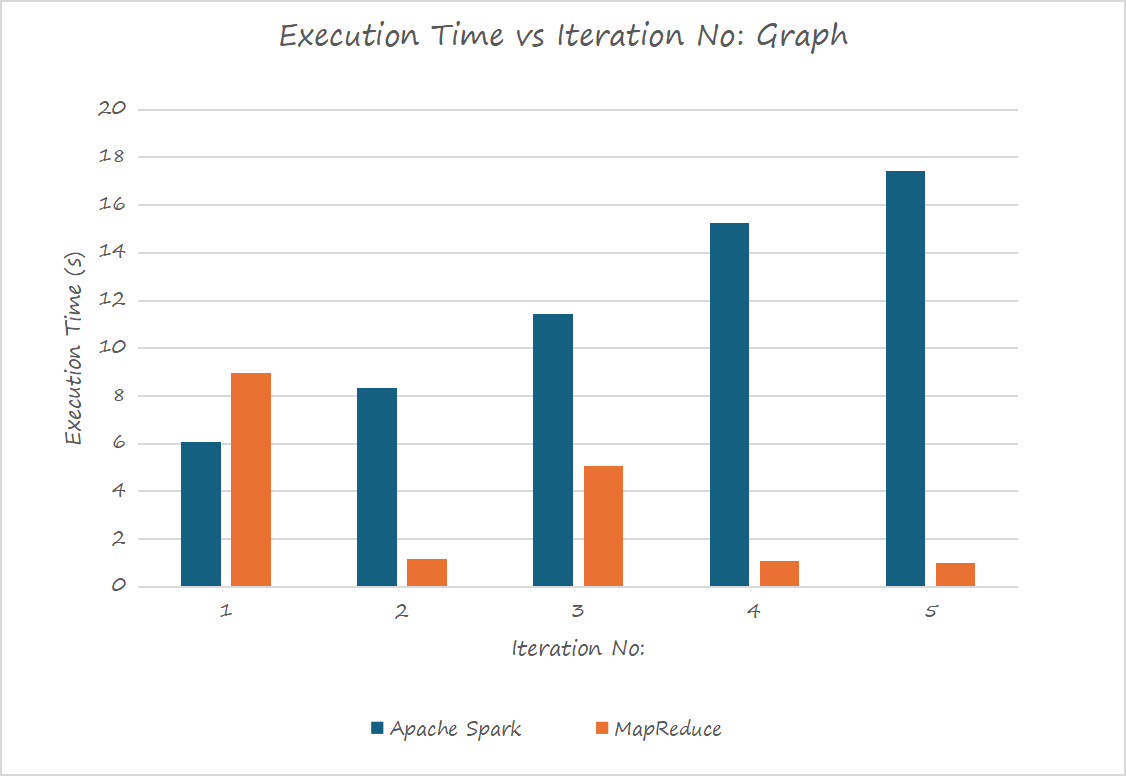 Execution Time vs Iteration No: Graph
20
18
16
14
12
10
8
6
4
2
0
Execution Time (s)
1 2 3 4 5
Iteration No:
Apache Spark MapReduce